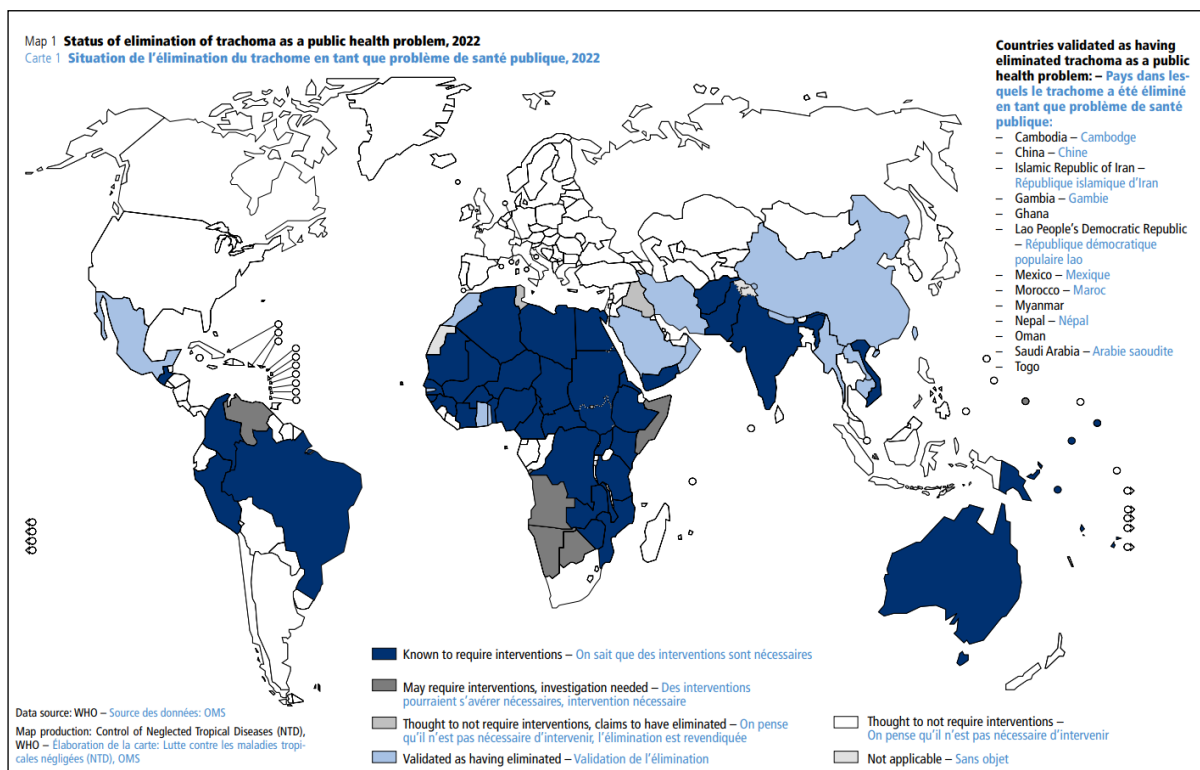 Map 1 Status of elimination of trachoma as a public health problem, 2022
Carte 1 Situation de l'élimination du trachome en tant que problème de santé publique, 2022
Countries validated as having
eliminated trachoma as a public
health problem: – Pays dans les-
quels le trachome a été éliminé
en tant que problème de santé
publique:
– Cambodia – Cambodge
– China – Chine
– Islamic Republic of Iran –
République islamique d'Iran
– Gambia – Gambie
– Ghana
– Lao People's Democratic Republic
– République démocratique
populaire lao
– Mexico – Mexique
– Morocco – Maroc
– Myanmar
– Nepal – Népal
– Oman
– Saudi Arabia – Arabie saoudite
– Togo
Known to require interventions – On sait que des interventions sont nécessaires
May require interventions, investigation needed – Des interventions
pourraient s'avérer nécessaires, intervention nécessaire
Thought to not require interventions, claims to have eliminated – On pense
qu'il n'est pas nécessaire d'intervenir, l'élimination est revendiquée
Validated as having eliminated – Validation de l'élimination
Thought to not require interventions –
On pense qu'il n'est pas nécessaire d'intervenir
Not applicable – Sans objet
Data source: WHO – Source des données: OMS
Map production: Control of Neglected Tropical Diseases (NTD),
WHO – Élaboration de la carte: Lutte contre les maladies tropi-
cales négligées (NTD), OMS